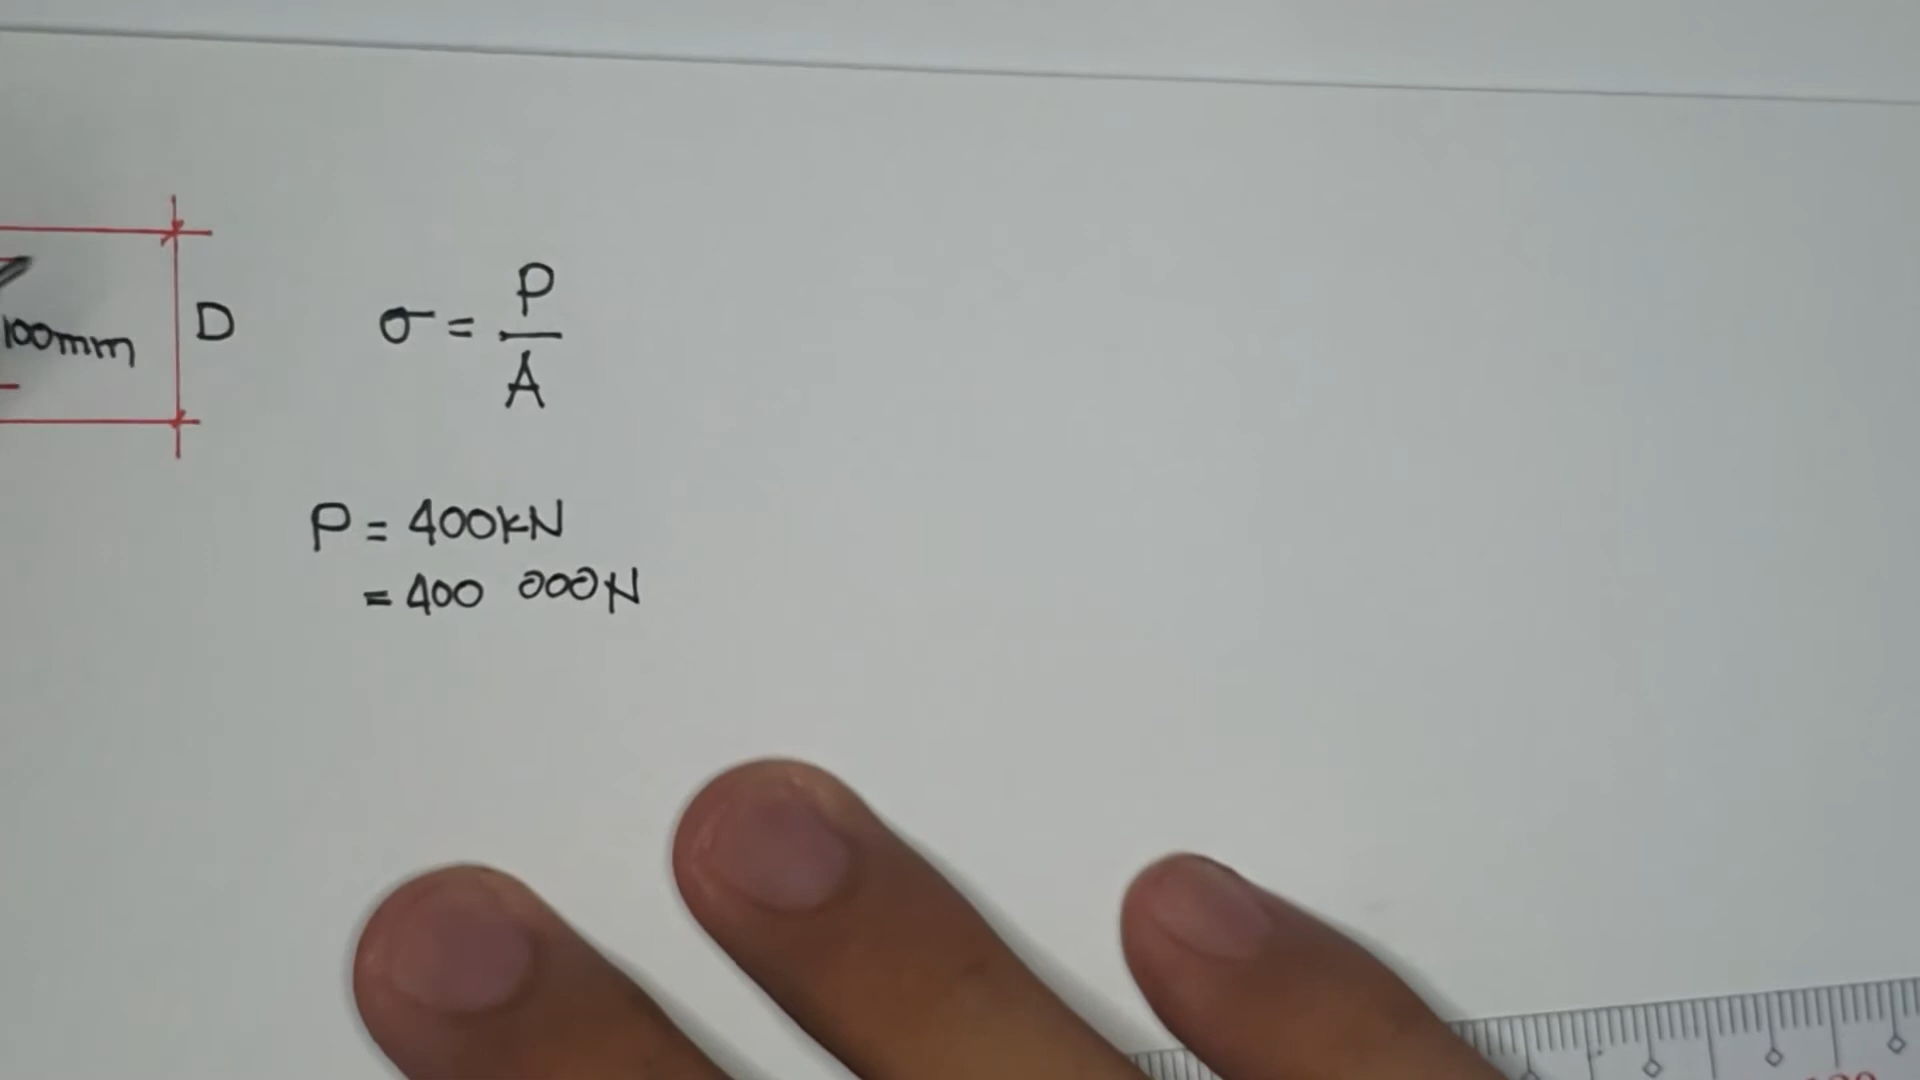 100mm
D
σ = P/A
P = 400kN
= 400 000N